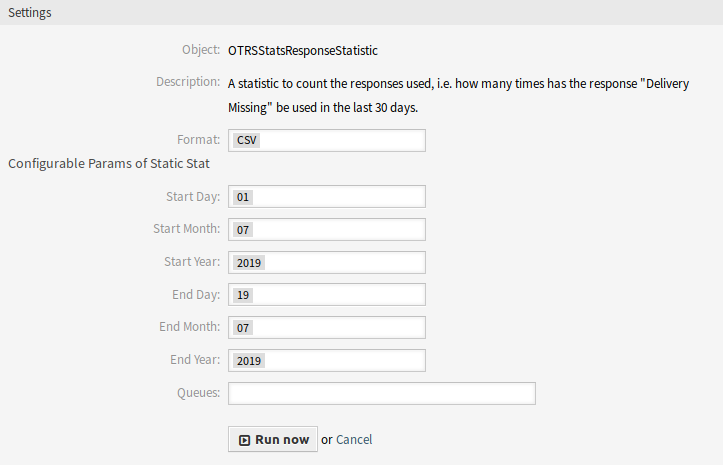 Settings
Object: OTRSStatsResponseStatistic
Description: A statistic to count the responses used, i.e. how many times has the response "Delivery
Missing" be used in the last 30 days.
Format: CSV
Configurable Params of Static Stat
Start Day: 01
Start Month: 07
Start Year: 2019
End Day: 19
End Month: 07
End Year: 2019
Queues:
Run now or Cancel